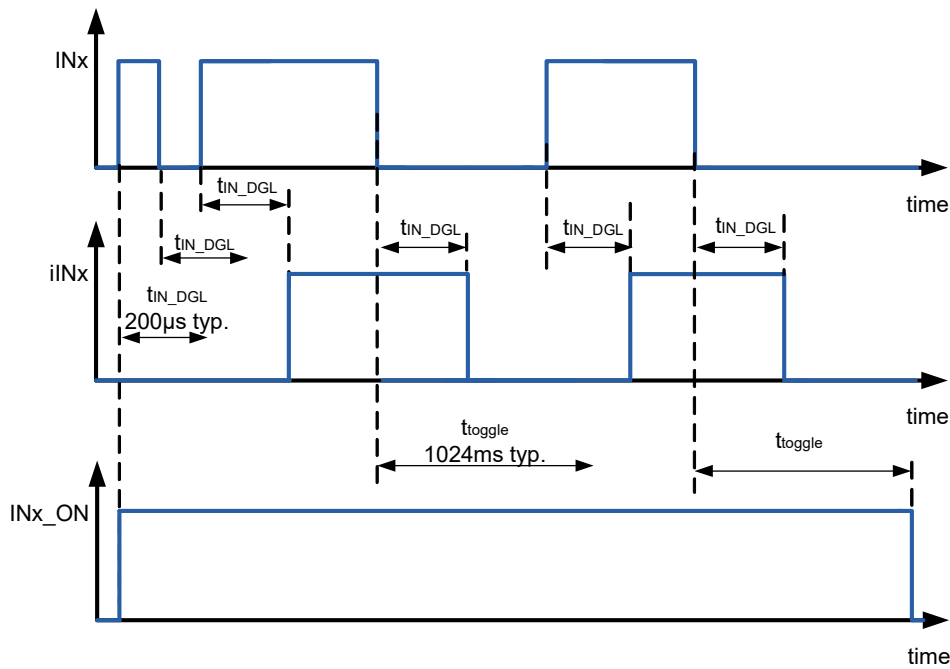 INx
time
tIN_DGL
tIN_DGL
tIN_DGL
tIN_DGL
tIN_DGL
iINx
tIN_DGL
200µs typ.
time
ttoggle
1024ms typ.
ttoggle
INx_ON
time